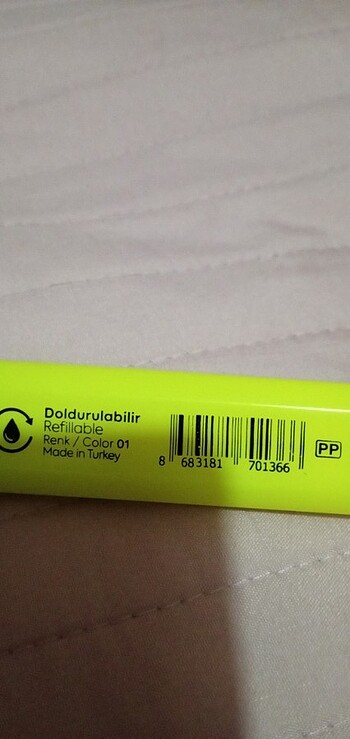 Doldurulabilir
Refillable
Renk / Color 01
Made in Turkey
8 683181 701366
PP